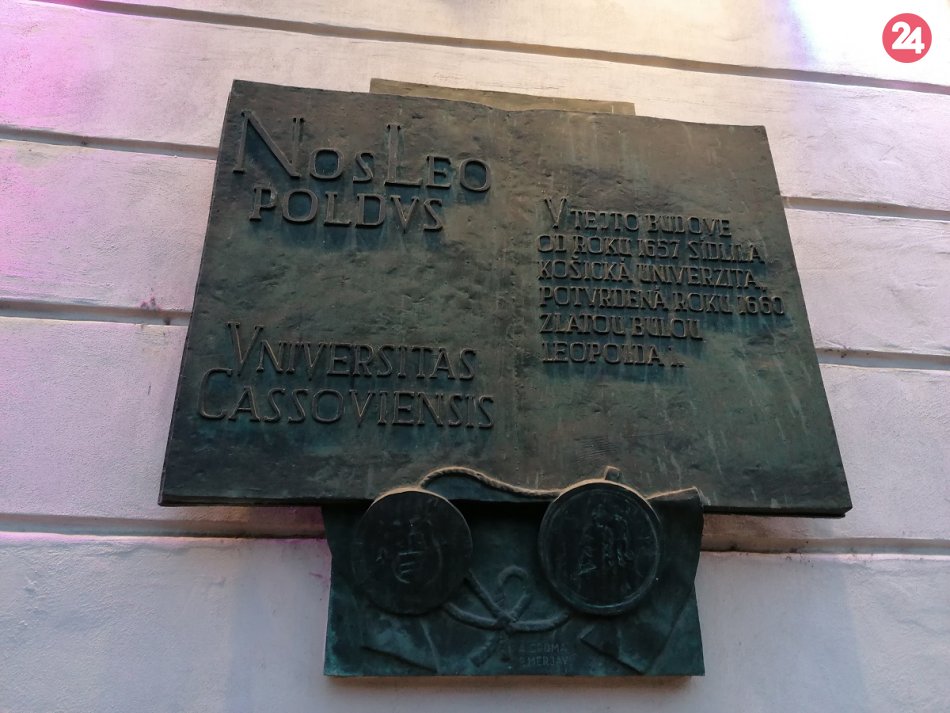 24
NOS LEO
POLDVS
VNIVERSITAS
CASSOVIENSIS
V TEJTO BUDOVE
OD ROKU 1657 SÍDLILA
KOŠICKÁ UNIVERZITA,
POTVRDENÁ ROKU 1660
ZLATOU BULOU
LEOPOLDA I.